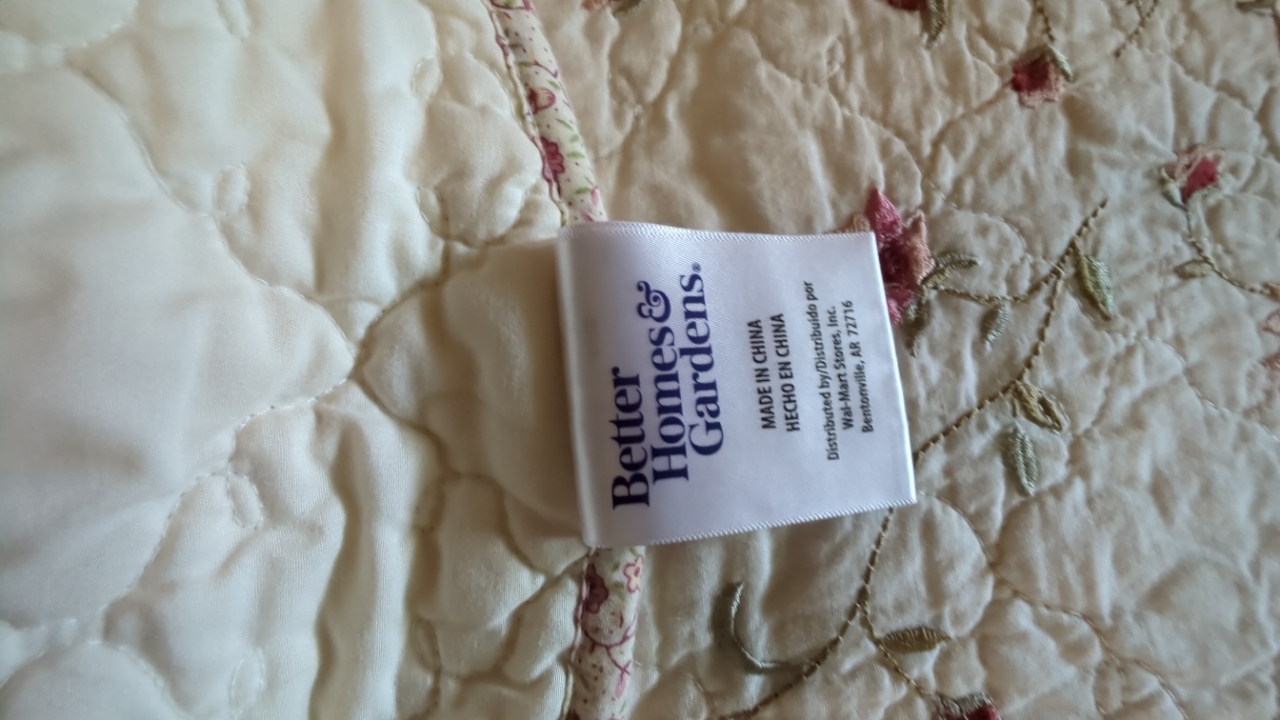 Better
Homes&
Gardens®
MADE IN CHINA
HECHO EN CHINA
Distributed by/Distribuido por
Wal-Mart Stores, Inc.
Bentonville, AR 72716